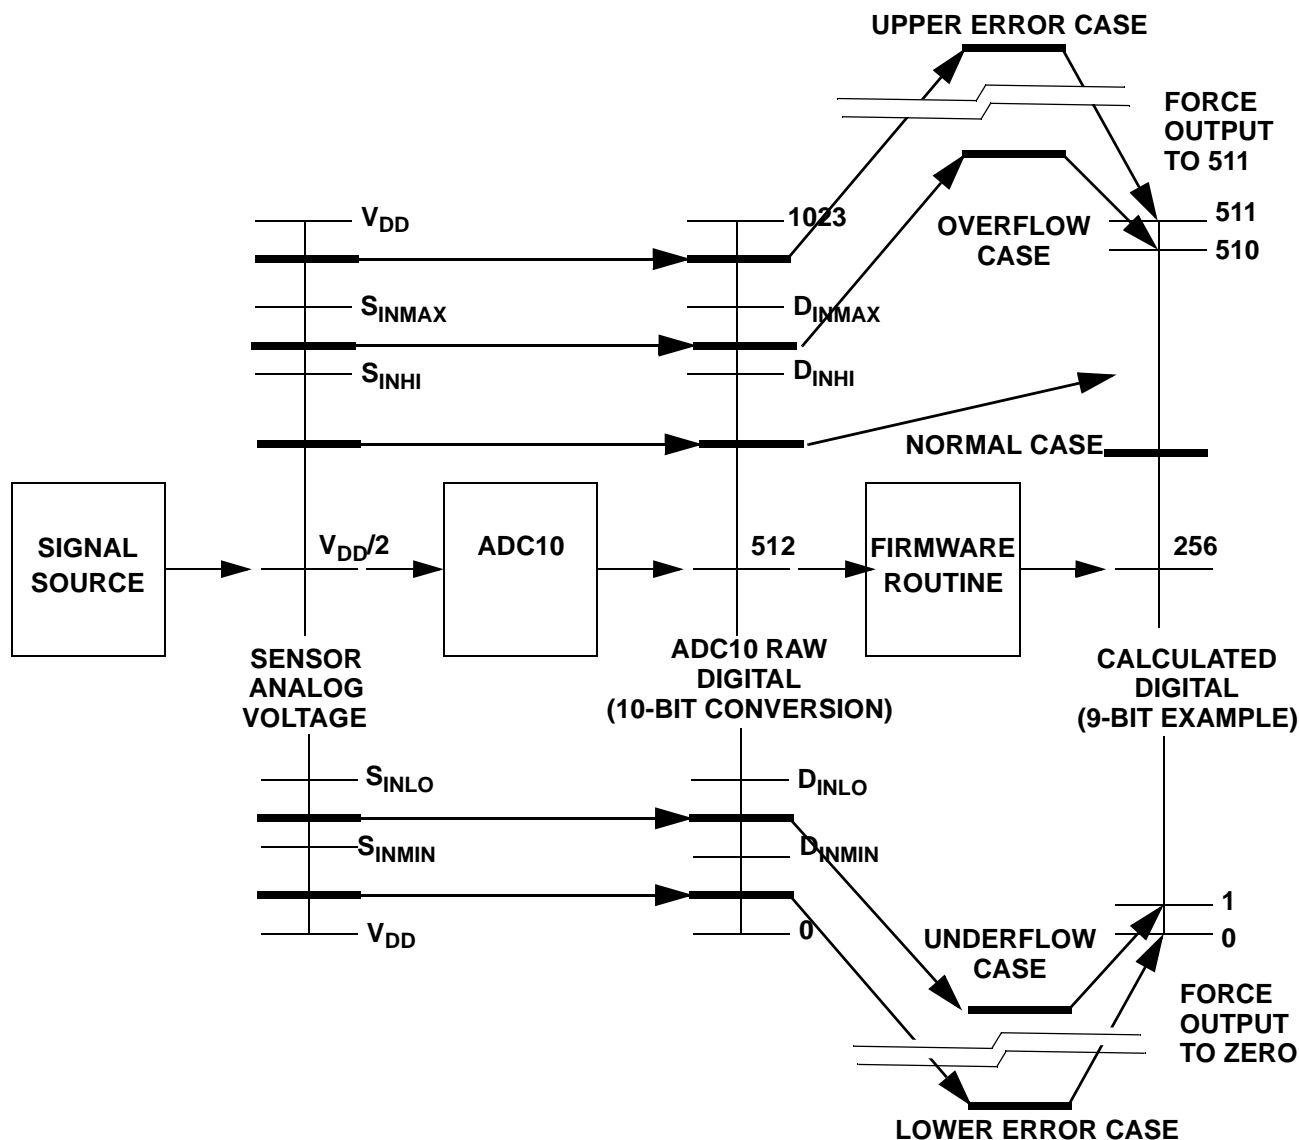 UPPER ERROR CASE
FORCE
OUTPUT
TO 511
VDD
1023
511
OVERFLOW
CASE
510
SINMAX
DINMAX
SINHI
DINHI
NORMAL CASE
SIGNAL
SOURCE
VDD/2
ADC10
512
FIRMWARE
ROUTINE
256
SENSOR
ANALOG
VOLTAGE
ADC10 RAW
DIGITAL
(10-BIT CONVERSION)
CALCULATED
DIGITAL
(9-BIT EXAMPLE)
SINLO
DINLO
SINMIN
DINMIN
VDD
0
1
0
UNDERFLOW
CASE
FORCE
OUTPUT
TO ZERO
LOWER ERROR CASE